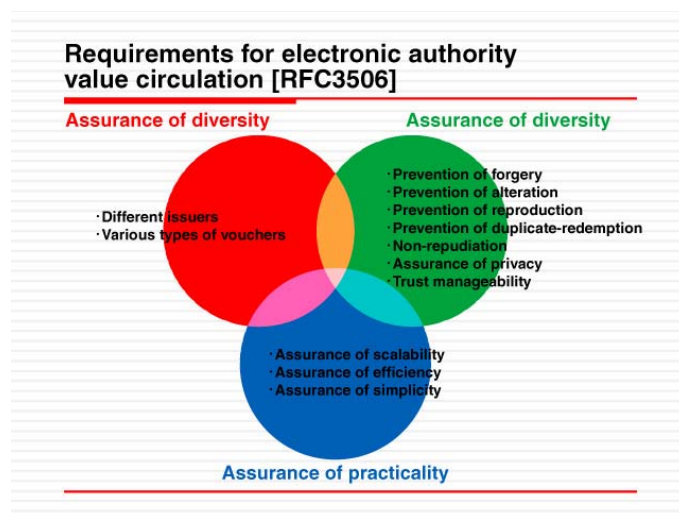 Requirements for electronic authority
value circulation [RFC3506]
Assurance of diversity
Assurance of diversity
·Different issuers
·Various types of vouchers
·Prevention of forgery
·Prevention of alteration
·Prevention of reproduction
·Prevention of duplicate-redemption
·Non-repudiation
·Assurance of privacy
·Trust manageability
·Assurance of scalability
·Assurance of efficiency
·Assurance of simplicity
Assurance of practicality